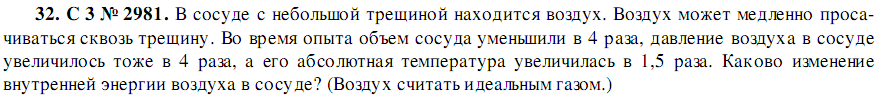 32. С 3 № 2981. В сосуде с небольшой трещиной находится воздух. Воздух может медленно проса-
чиваться сквозь трещину. Во время опыта объем сосуда уменьшили в 4 раза, давление воздуха в сосуде
увеличилось тоже в 4 раза, а его абсолютная температура увеличилась в 1,5 раза. Каково изменение
внутренней энергии воздуха в сосуде? (Воздух считать идеальным газом.)